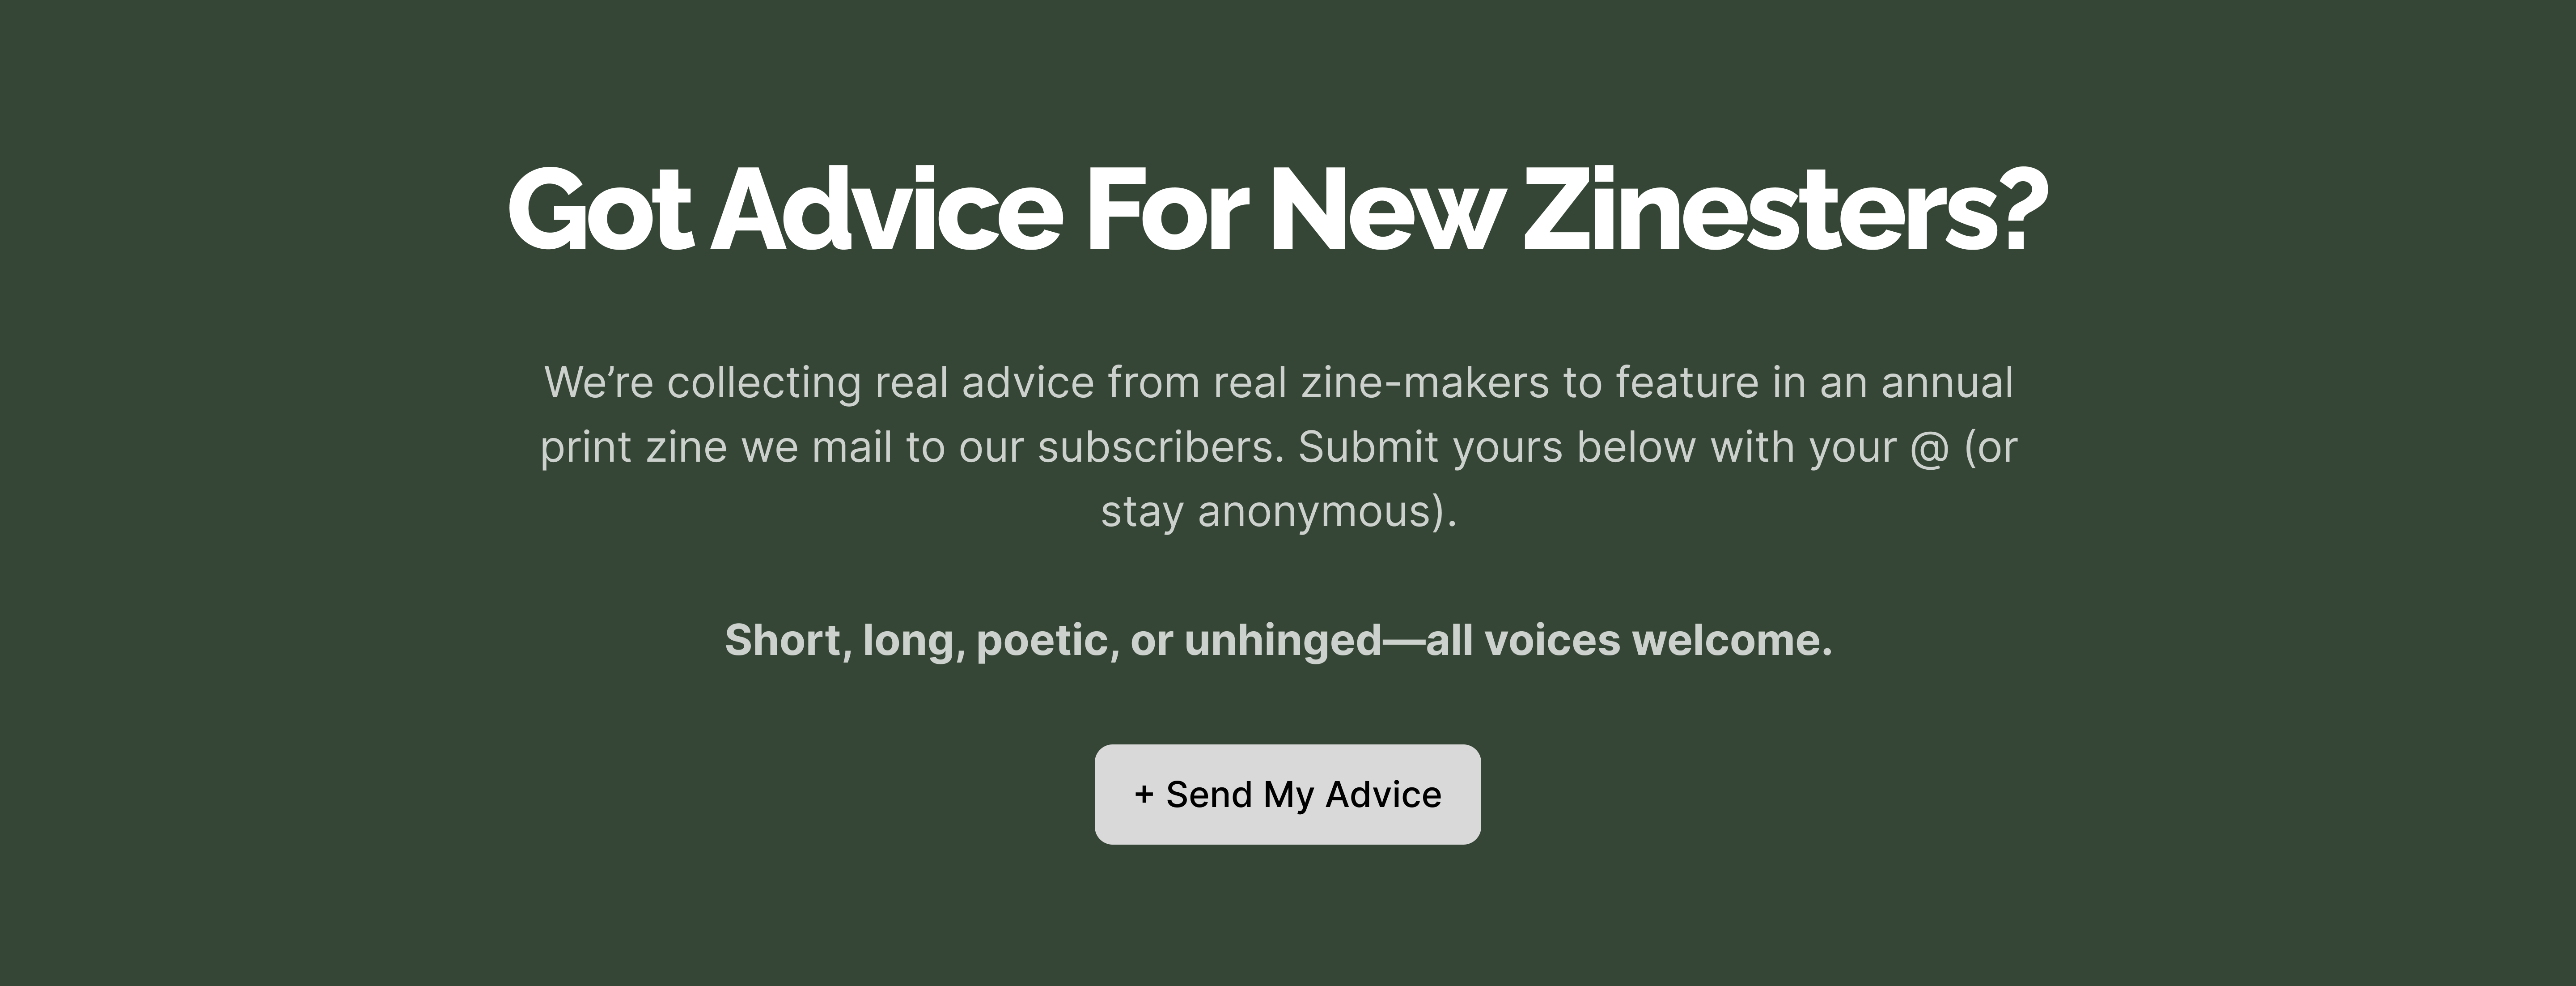 Got Advice For New Zinesters?
We’re collecting real advice from real zine-makers to feature in an annual
print zine we mail to our subscribers. Submit yours below with your @ (or
stay anonymous).
Short, long, poetic, or unhinged—all voices welcome.
+ Send My Advice